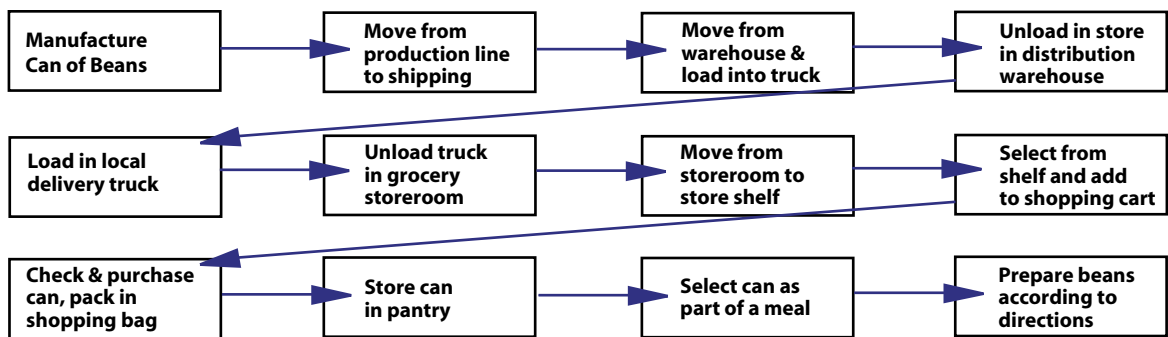 Manufacture
Can of Beans
Move from
production line
to shipping
Move from
warehouse &
load into truck
Unload in store
in distribution
warehouse
Load in local
delivery truck
Unload truck
in grocery
storeroom
Move from
storeroom to
store shelf
Select from
shelf and add
to shopping cart
Check & purchase
can, pack in
shopping bag
Store can
in pantry
Select can as
part of a meal
Prepare beans
according to
directions